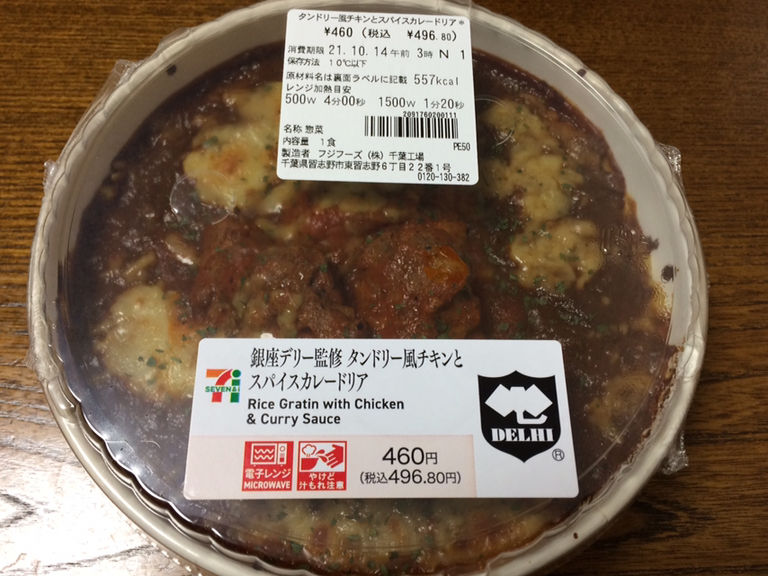 タンドリー風チキンとスパイスカレードリア*
¥460（税込 ¥496.80）
消費期限 21.10.14午前 3時 N 1
保存方法 10℃以下
原材料名は裏面ラベルに記載 557kcal
レンジ加熱目安
500W 4分00秒 1500W 1分20秒
2091760200111
名称 惣菜
内容量 1食
PE50
製造者 フジフーズ（株）千葉工場
千葉県習志野市東習志野6丁目22番1号
0120-130-382
SEVEN&i
銀座デリー監修 タンドリー風チキンと
スパイスカレードリア
Rice Gratin with Chicken
& Curry Sauce
DELHI
®
電子レンジ
MICROWAVE
やけど
汁もれ注意
460円
（税込496.80円）